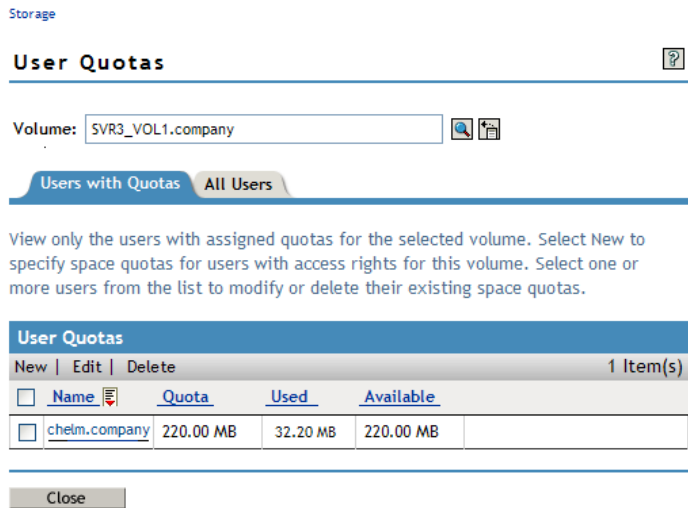 Storage
User Quotas
?
Volume: SVR3_VOL1.company
Users with Quotas All Users
View only the users with assigned quotas for the selected volume. Select New to
specify space quotas for users with access rights for this volume. Select one or
more users from the list to modify or delete their existing space quotas.
User Quotas
New | Edit | Delete 1 Item(s)
Name Quota Used Available
chelm.company 220.00 MB 32.20 MB 220.00 MB
Close